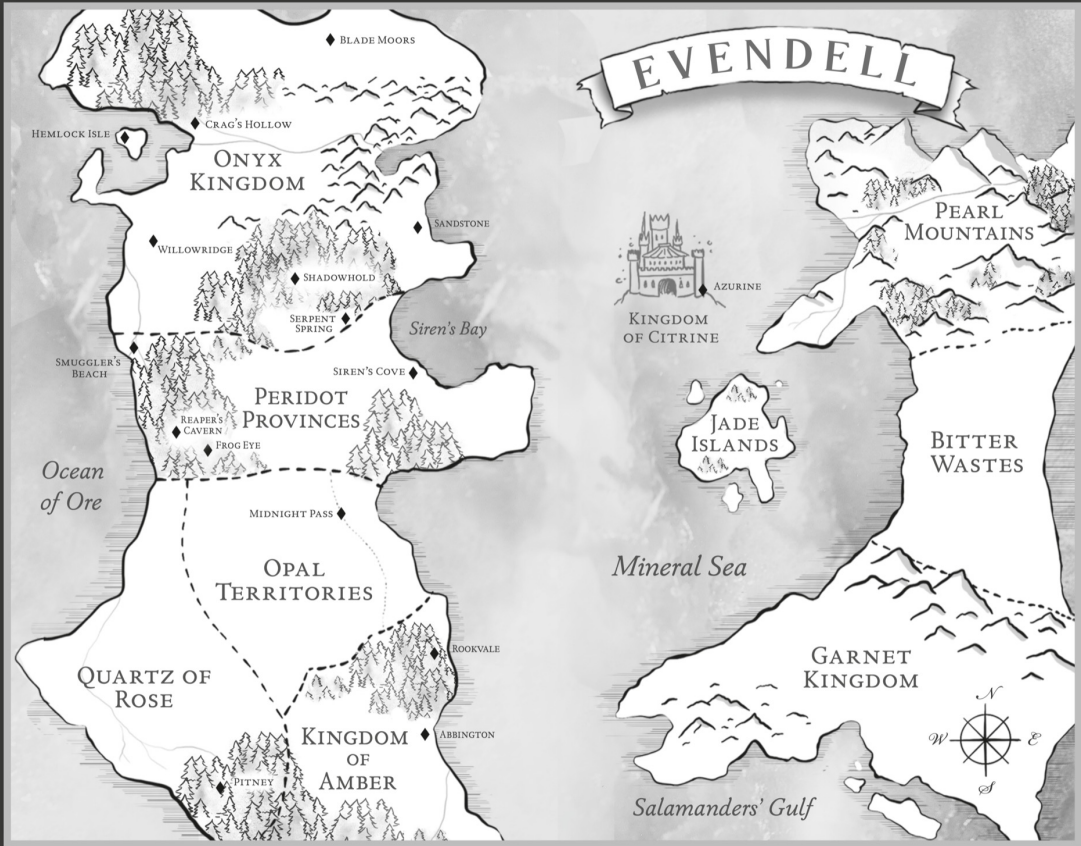 EVENDELL
BLADE MOORS
CRAG'S HOLLOW
HEMLOCK ISLE
ONYX
KINGDOM
SANDSTONE
WILLOWRIDGE
SHADOWHOLD
SERPENT
SPRING
Siren's Bay
SMUGGLER'S
BEACH
SIREN'S COVE
PERIDOT
PROVINCES
REAPER'S
CAVERN
FROG EYE
Ocean
of Ore
MIDNIGHT PASS
OPAL
TERRITORIES
ROOKVALE
QUARTZ OF
ROSE
KINGDOM
OF
AMBER
ABBINGTON
PITNEY
PEARL
MOUNTAINS
AZURINE
KINGDOM
OF CITRINE
JADE
ISLANDS
BITTER
WASTES
Mineral Sea
GARNET
KINGDOM
N
W
E
S
Salamanders' Gulf